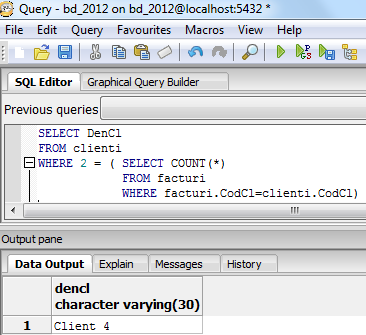 Query - bd_2012 on bd_2012@localhost:5432 *
File Edit Query Favourites Macros View Help
SQL Editor Graphical Query Builder
Previous queries
SELECT DenCl
FROM clienti
WHERE 2 = ( SELECT COUNT(*)
FROM facturi
WHERE facturi.CodCl=clienti.CodCl)
Output pane
Data Output Explain Messages History
dencl
character varying(30)
1 Client 4